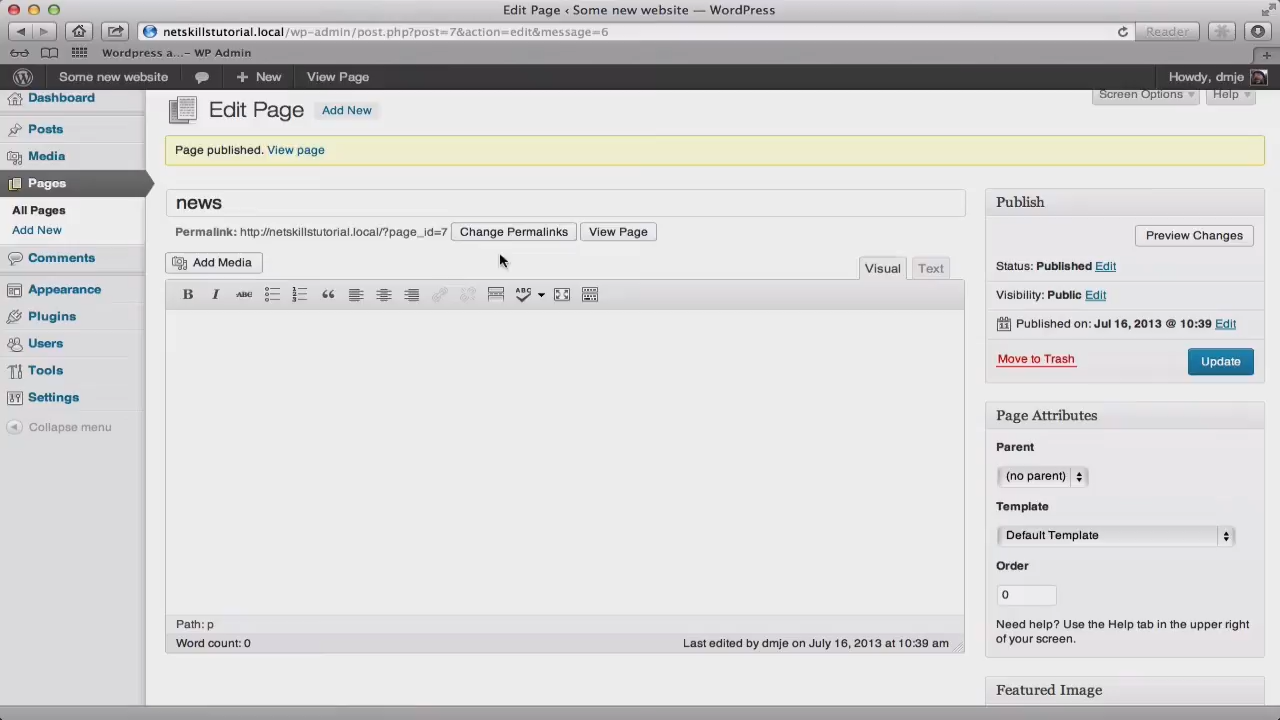 Edit Page ‹ Some new website — WordPress
netskillstutorial.local/wp-admin/post.php?post=7&action=edit&message=6
Reader
Wordpress a...– WP Admin
Some new website
New
View Page
Howdy, dmje
Dashboard
Posts
Media
Pages
All Pages
Add New
Comments
Appearance
Plugins
Users
Tools
Settings
Collapse menu
Screen Options
Help
Edit Page
Add New
Page published. View page
news
Permalink: http://netskillstutorial.local/?page_id=7
Change Permalinks
View Page
Add Media
Visual
Text
B
I
ABC
ABC
Path: p
Word count: 0
Last edited by dmje on July 16, 2013 at 10:39 am
Publish
Preview Changes
Status: Published Edit
Visibility: Public Edit
Published on: Jul 16, 2013 @ 10:39 Edit
Move to Trash
Update
Page Attributes
Parent
(no parent)
Template
Default Template
Order
0
Need help? Use the Help tab in the upper right
of your screen.
Featured Image